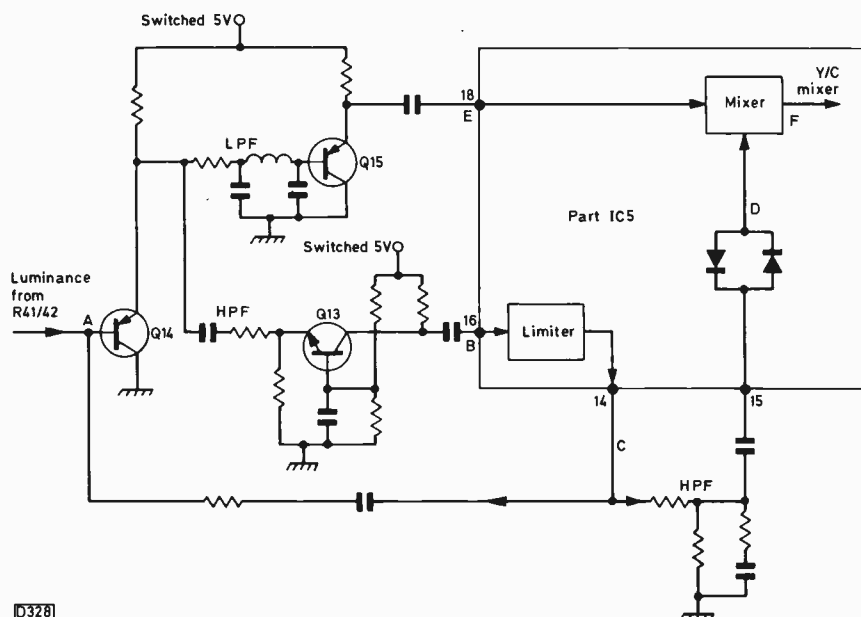 Switched 5V
LPF
Q15
18
E
Mixer
Y/C
mixer
F
D
Part IC5
Switched 5V
Luminance
from
R41/42
A
Q14
HPF
Q13
16
B
Limiter
14
15
C
HPF
D328